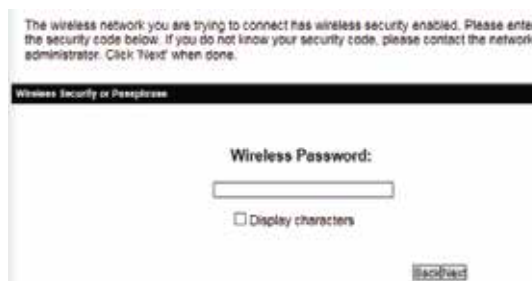 The wireless network you are trying to connect has wireless security enabled. Please ente
the security code below. If you do not know your security code, please contact the network
administrator. Click 'Next' when done.
Wireless Security or Passphrase
Wireless Password:
Display characters
Back Next